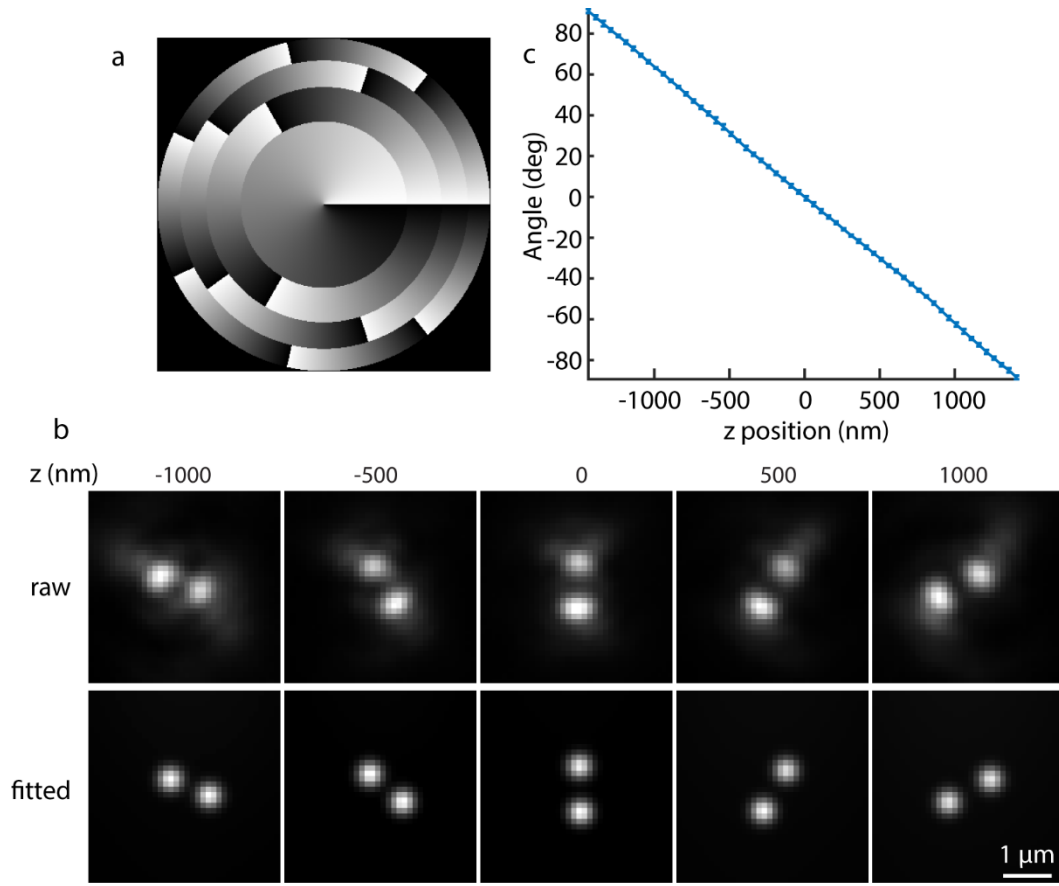 a
c
80
60
40
20
0
-20
-40
-60
-80
Angle (deg)
-1000 -500 0 500 1000
z position (nm)
b
z (nm) -1000 -500 0 500 1000
raw
fitted
1 μm